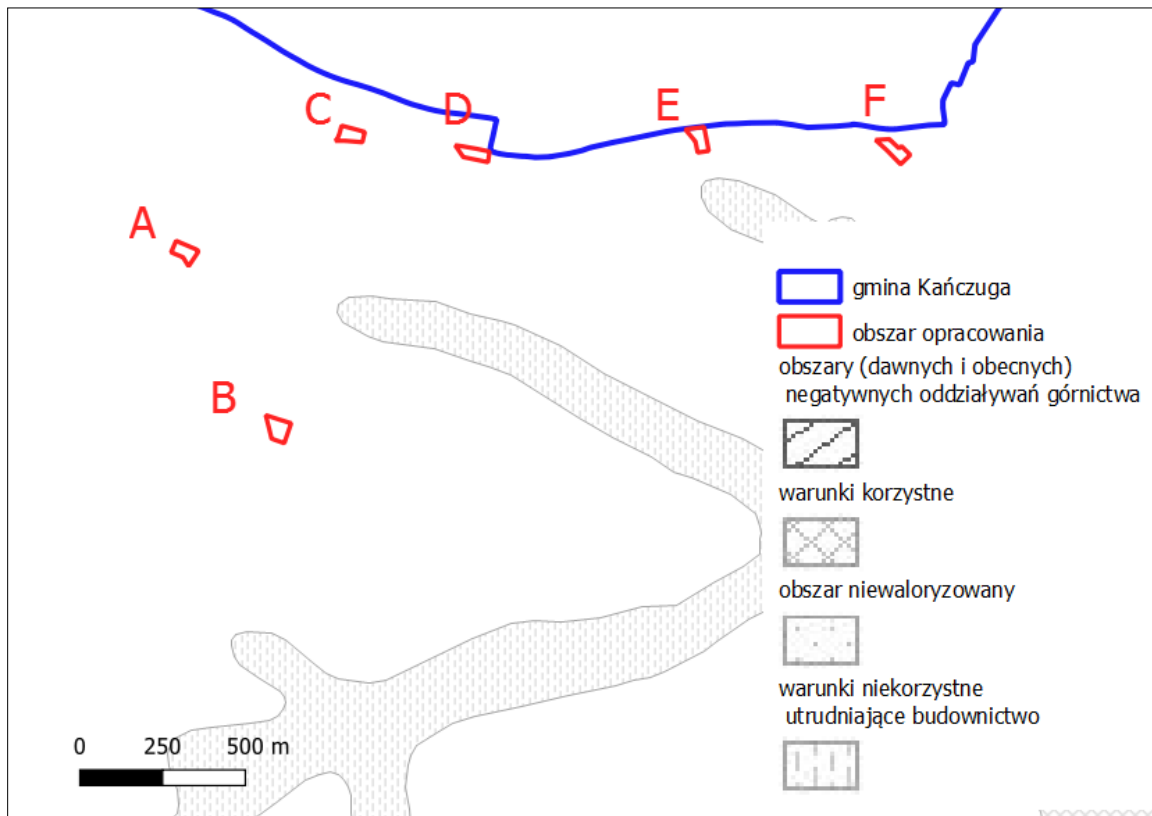 C
D
E
F
A
B
gmina Kańczuga
obszar opracowania
obszary (dawnych i obecnych)
negatywnych oddziaływań górnictwa
warunki korzystne
obszar niewaloryzowany
warunki niekorzystne
utrudniające budownictwo
0 250 500 m